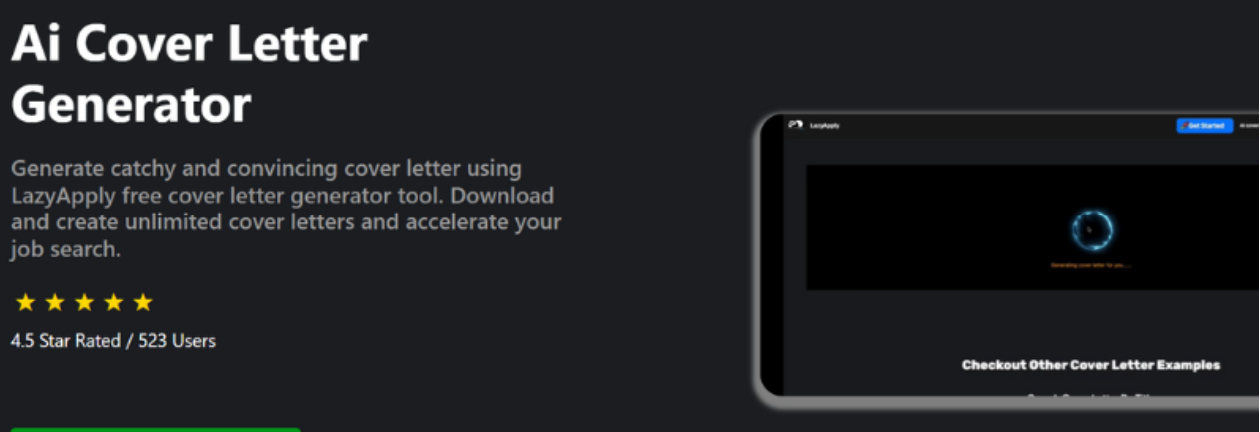 Ai Cover Letter
Generator
Generate catchy and convincing cover letter using
LazyApply free cover letter generator tool. Download
and create unlimited cover letters and accelerate your
job search.
4.5 Star Rated / 523 Users
LazyApply
Get Started
Generating cover letter for you.....
Checkout Other Cover Letter Examples